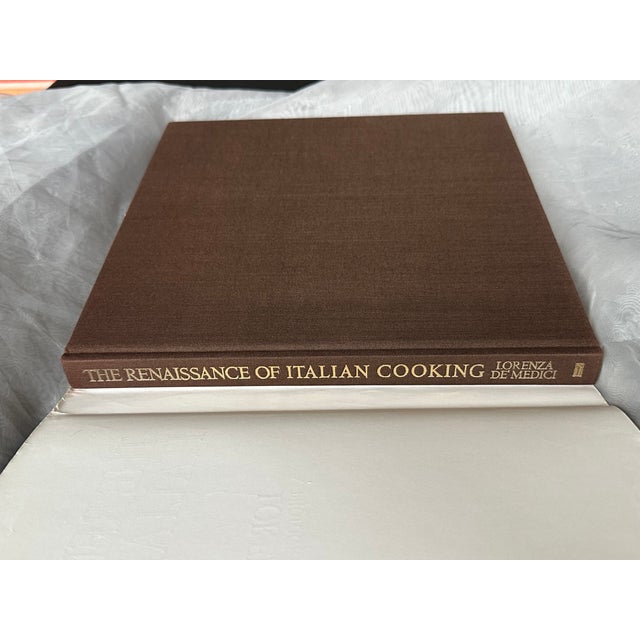 THE RENAISSANCE OF ITALIAN COOKING
LORENZA
DE' MEDICI